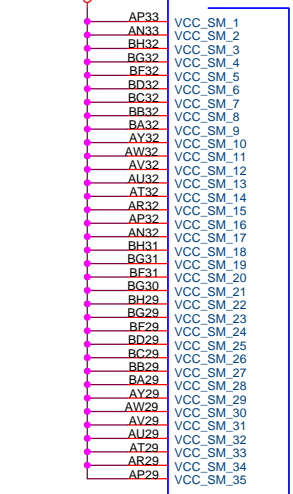 AP33 VCC_SM_1
AN33 VCC_SM_2
BH32 VCC_SM_3
BG32 VCC_SM_4
BF32 VCC_SM_5
BD32 VCC_SM_6
BC32 VCC_SM_7
BB32 VCC_SM_8
BA32 VCC_SM_9
AY32 VCC_SM_10
AW32 VCC_SM_11
AV32 VCC_SM_12
AU32 VCC_SM_13
AT32 VCC_SM_14
AR32 VCC_SM_15
AP32 VCC_SM_16
AN32 VCC_SM_17
BH31 VCC_SM_18
BG31 VCC_SM_19
BF31 VCC_SM_20
BG30 VCC_SM_21
BH29 VCC_SM_22
BG29 VCC_SM_23
BF29 VCC_SM_24
BD29 VCC_SM_25
BC29 VCC_SM_26
BB29 VCC_SM_27
BA29 VCC_SM_28
AY29 VCC_SM_29
AW29 VCC_SM_30
AV29 VCC_SM_31
AU29 VCC_SM_32
AT29 VCC_SM_33
AR29 VCC_SM_34
AP29 VCC_SM_35